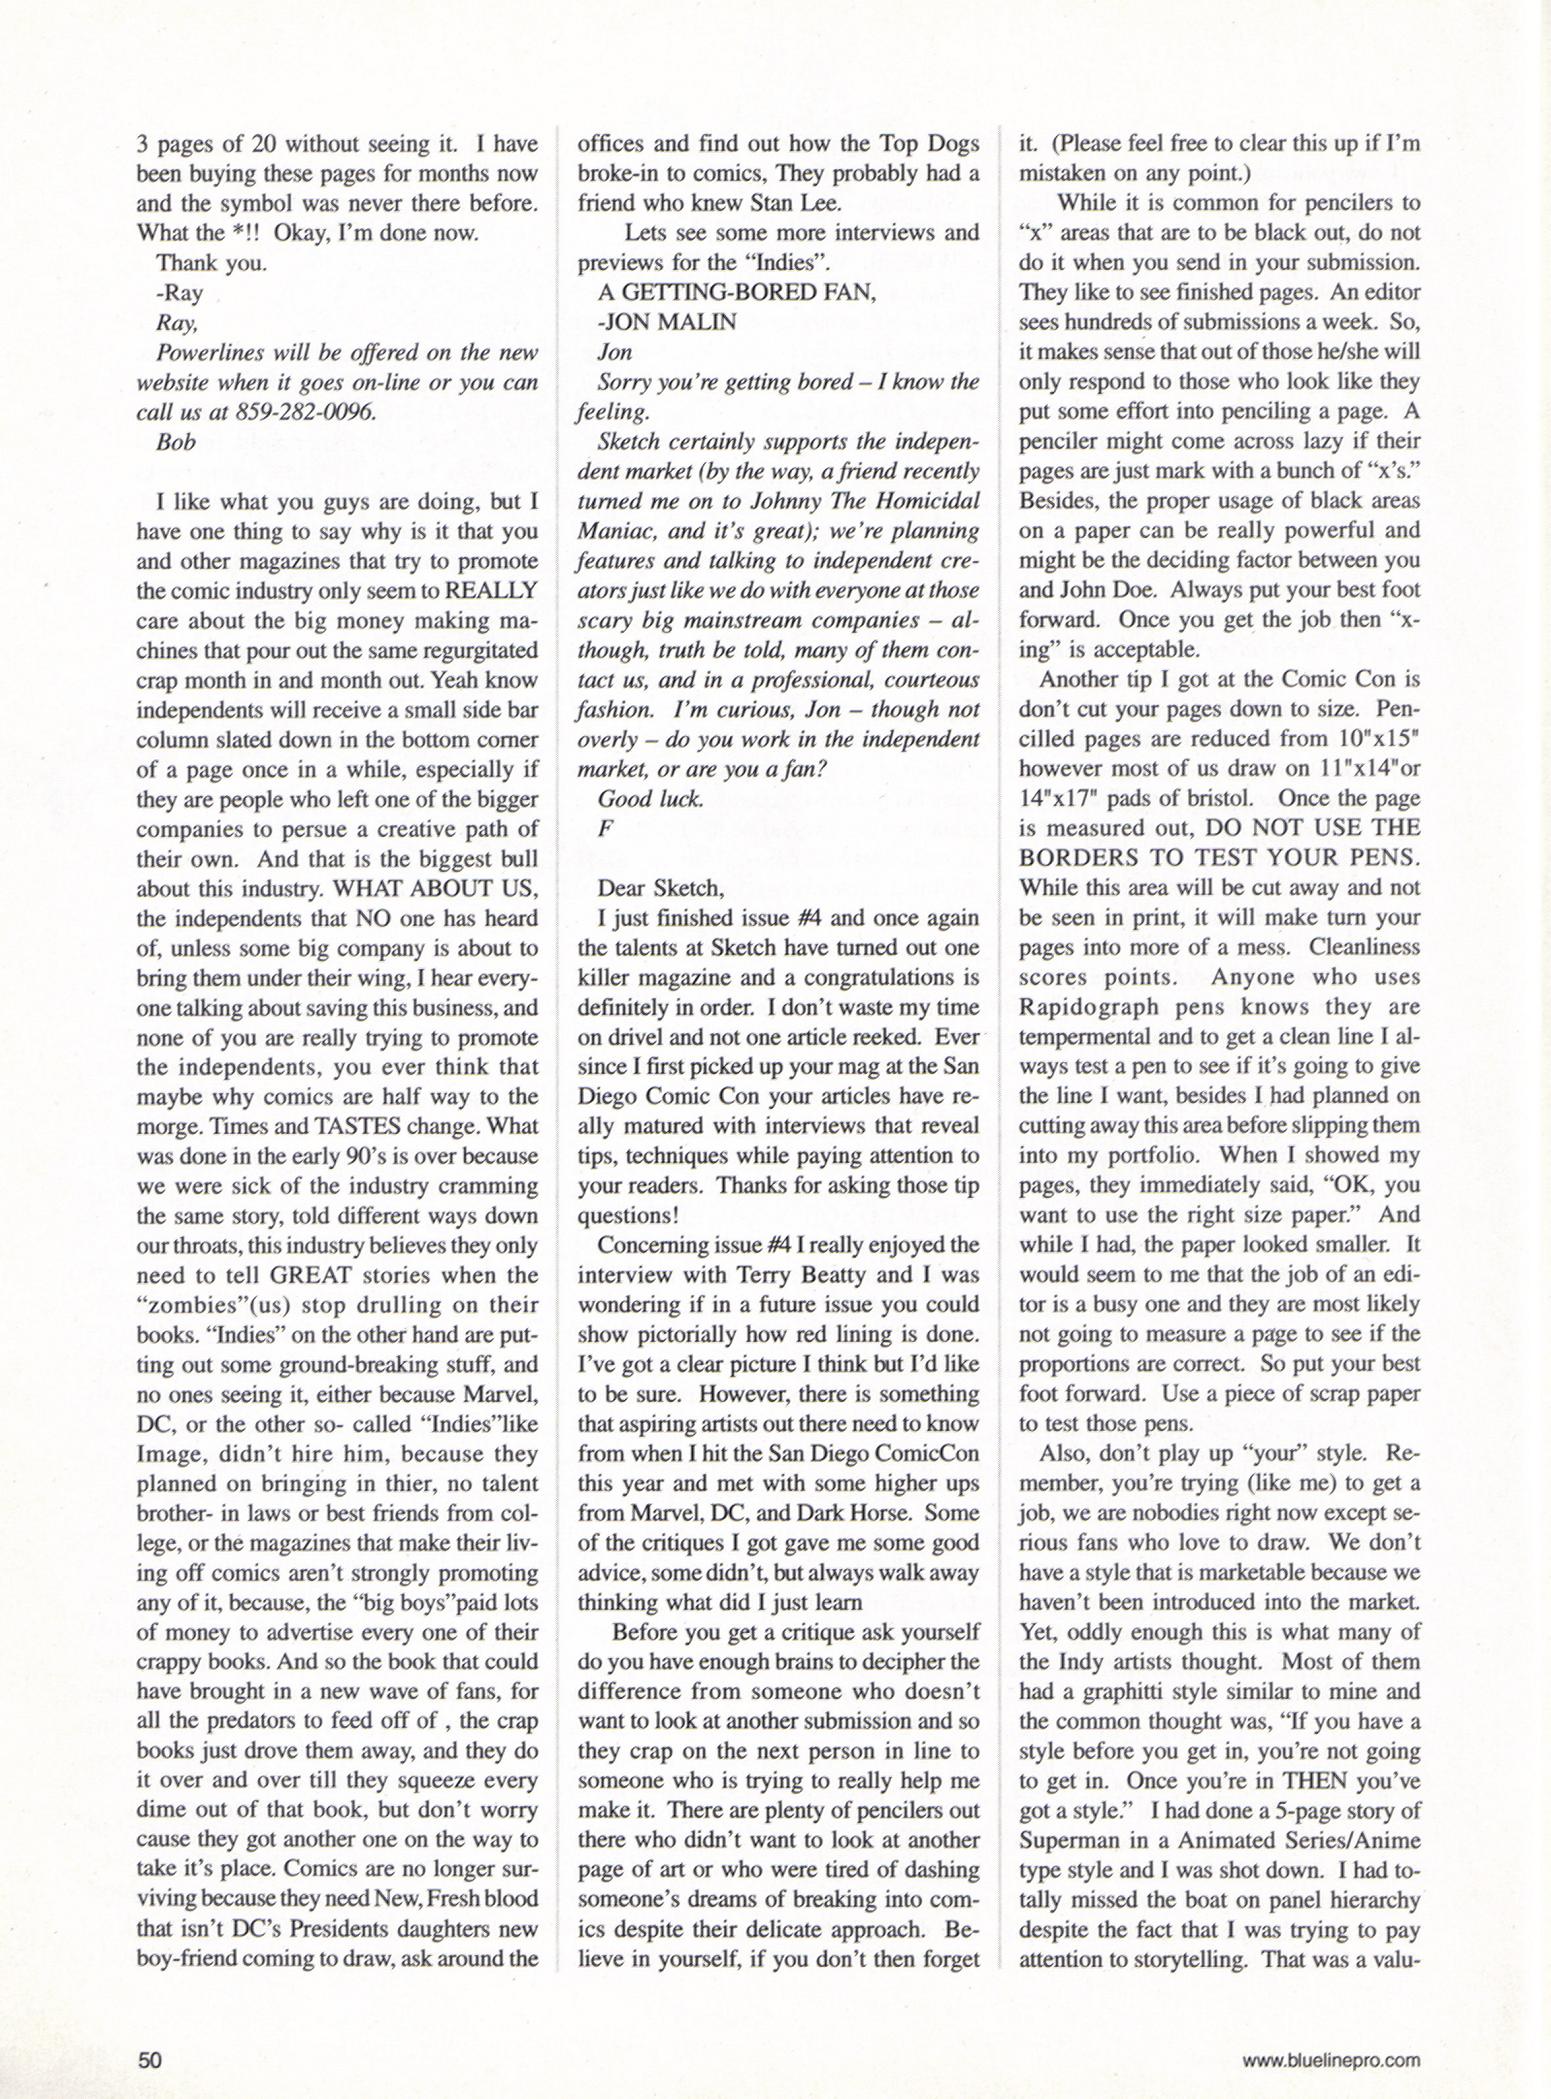 3 pages of 20 without seeing it. I have
been buying these pages for months now
and the symbol was never there before.
What the *!! Okay, I'm done now.
Thank you.
-Ray
Ray,
Powerlines will be offered on the new
website when it goes on-line or you can
call us at 859-282-0096.
Bob
I like what you guys are doing, but I
have one thing to say why is it that you
and other magazines that try to promote
the comic industry only seem to REALLY
care about the big money making ma-
chines that pour out the same regurgitated
crap month in and month out. Yeah know
independents will receive a small side bar
column slated down in the bottom corner
of a page once in a while, especially if
they are people who left one of the bigger
companies to persue a creative path of
their own. And that is the biggest bull
about this industry. WHAT ABOUT US,
the independents that NO one has heard
of, unless some big company is about to
bring them under their wing, I hear every-
one talking about saving this business, and
none of you are really trying to promote
the independents, you ever think that
maybe why comics are half way to the
morge. Times and TASTES change. What
was done in the early 90's is over because
we were sick of the industry cramming
the same story, told different ways down
our throats, this industry believes they only
need to tell GREAT stories when the
“zombies”(us) stop drulling on their
books. “Indies” on the other hand are put-
ting out some ground-breaking stuff, and
no ones seeing it, either because Marvel,
DC, or the other so- called “Indies”like
Image, didn't hire him, because they
planned on bringing in thier, no talent
brother- in laws or best friends from col-
lege, or the magazines that make their liv-
ing off comics aren't strongly promoting
any of it, because, the “big boys”paid lots
of money to advertise every one of their
crappy books. And so the book that could
have brought in a new wave of fans, for
all the predators to feed off of , the crap
books just drove them away, and they do
it over and over till they squeeze every
dime out of that book, but don't worry
cause they got another one on the way to
take it's place. Comics are no longer sur-
viving because they need New, Fresh blood
that isn't DC's Presidents daughters new
boy-friend coming to draw, ask around the
offices and find out how the Top Dogs
broke-in to comics, They probably had a
friend who knew Stan Lee.
Lets see some more interviews and
previews for the “Indies”.
A GETTING-BORED FAN,
-JON MALIN
Jon
Sorry you're getting bored – I know the
feeling.
Sketch certainly supports the indepen-
dent market (by the way, a friend recently
turned me on to Johnny The Homicidal
Maniac, and it's great); we're planning
features and talking to independent cre-
ators just like we do with everyone at those
scary big mainstream companies – al-
though, truth be told, many of them con-
tact us, and in a professional, courteous
fashion. I'm curious, Jon – though not
overly – do you work in the independent
market, or are you a fan?
Good luck.
F
Dear Sketch,
I just finished issue #4 and once again
the talents at Sketch have turned out one
killer magazine and a congratulations is
definitely in order. I don't waste my time
on drivel and not one article reeked. Ever
since I first picked up your mag at the San
Diego Comic Con your articles have re-
ally matured with interviews that reveal
tips, techniques while paying attention to
your readers. Thanks for asking those tip
questions!
Concerning issue #4 I really enjoyed the
interview with Terry Beatty and I was
wondering if in a future issue you could
show pictorially how red lining is done.
I've got a clear picture I think but I'd like
to be sure. However, there is something
that aspiring artists out there need to know
from when I hit the San Diego ComicCon
this year and met with some higher ups
from Marvel, DC, and Dark Horse. Some
of the critiques I got gave me some good
advice, some didn't, but always walk away
thinking what did I just learn
Before you get a critique ask yourself
do you have enough brains to decipher the
difference from someone who doesn't
want to look at another submission and so
they crap on the next person in line to
someone who is trying to really help me
make it. There are plenty of pencilers out
there who didn't want to look at another
page of art or who were tired of dashing
someone's dreams of breaking into com-
ics despite their delicate approach. Be-
lieve in yourself, if you don't then forget
it. (Please feel free to clear this up if I'm
mistaken on any point.)
While it is common for pencilers to
“x” areas that are to be black out, do not
do it when you send in your submission.
They like to see finished pages. An editor
sees hundreds of submissions a week. So,
it makes sense that out of those he/she will
only respond to those who look like they
put some effort into penciling a page. A
penciler might come across lazy if their
pages are just mark with a bunch of “x's.”
Besides, the proper usage of black areas
on a paper can be really powerful and
might be the deciding factor between you
and John Doe. Always put your best foot
forward. Once you get the job then “x-
ing” is acceptable.
Another tip I got at the Comic Con is
don't cut your pages down to size. Pen-
cilled pages are reduced from 10"x15"
however most of us draw on 11"x14"or
14"x17" pads of bristol. Once the page
is measured out, DO NOT USE THE
BORDERS TO TEST YOUR PENS.
While this area will be cut away and not
be seen in print, it will make turn your
pages into more of a mess. Cleanliness
scores points. Anyone who uses
Rapidograph pens knows they are
tempermental and to get a clean line I al-
ways test a pen to see if it's going to give
the line I want, besides I had planned on
cutting away this area before slipping them
into my portfolio. When I showed my
pages, they immediately said, “OK, you
want to use the right size paper.” And
while I had, the paper looked smaller. It
would seem to me that the job of an edi-
tor is a busy one and they are most likely
not going to measure a page to see if the
proportions are correct. So put your best
foot forward. Use a piece of scrap paper
to test those pens.
Also, don't play up “your” style. Re-
member, you're trying (like me) to get a
job, we are nobodies right now except se-
rious fans who love to draw. We don't
have a style that is marketable because we
haven't been introduced into the market.
Yet, oddly enough this is what many of
the Indy artists thought. Most of them
had a graphitti style similar to mine and
the common thought was, “If you have a
style before you get in, you're not going
to get in. Once you're in THEN you've
got a style.” I had done a 5-page story of
Superman in a Animated Series/Anime
type style and I was shot down. I had to-
tally missed the boat on panel hierarchy
despite the fact that I was trying to pay
attention to storytelling. That was a valu-
50
www.bluelinepro.com